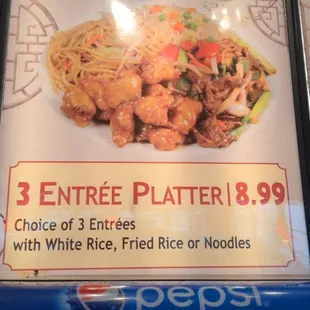 3 ENTRÉE PLATTER | 8.99
Choice of 3 Entrées
with White Rice, Fried Rice or Noodles
pepsi